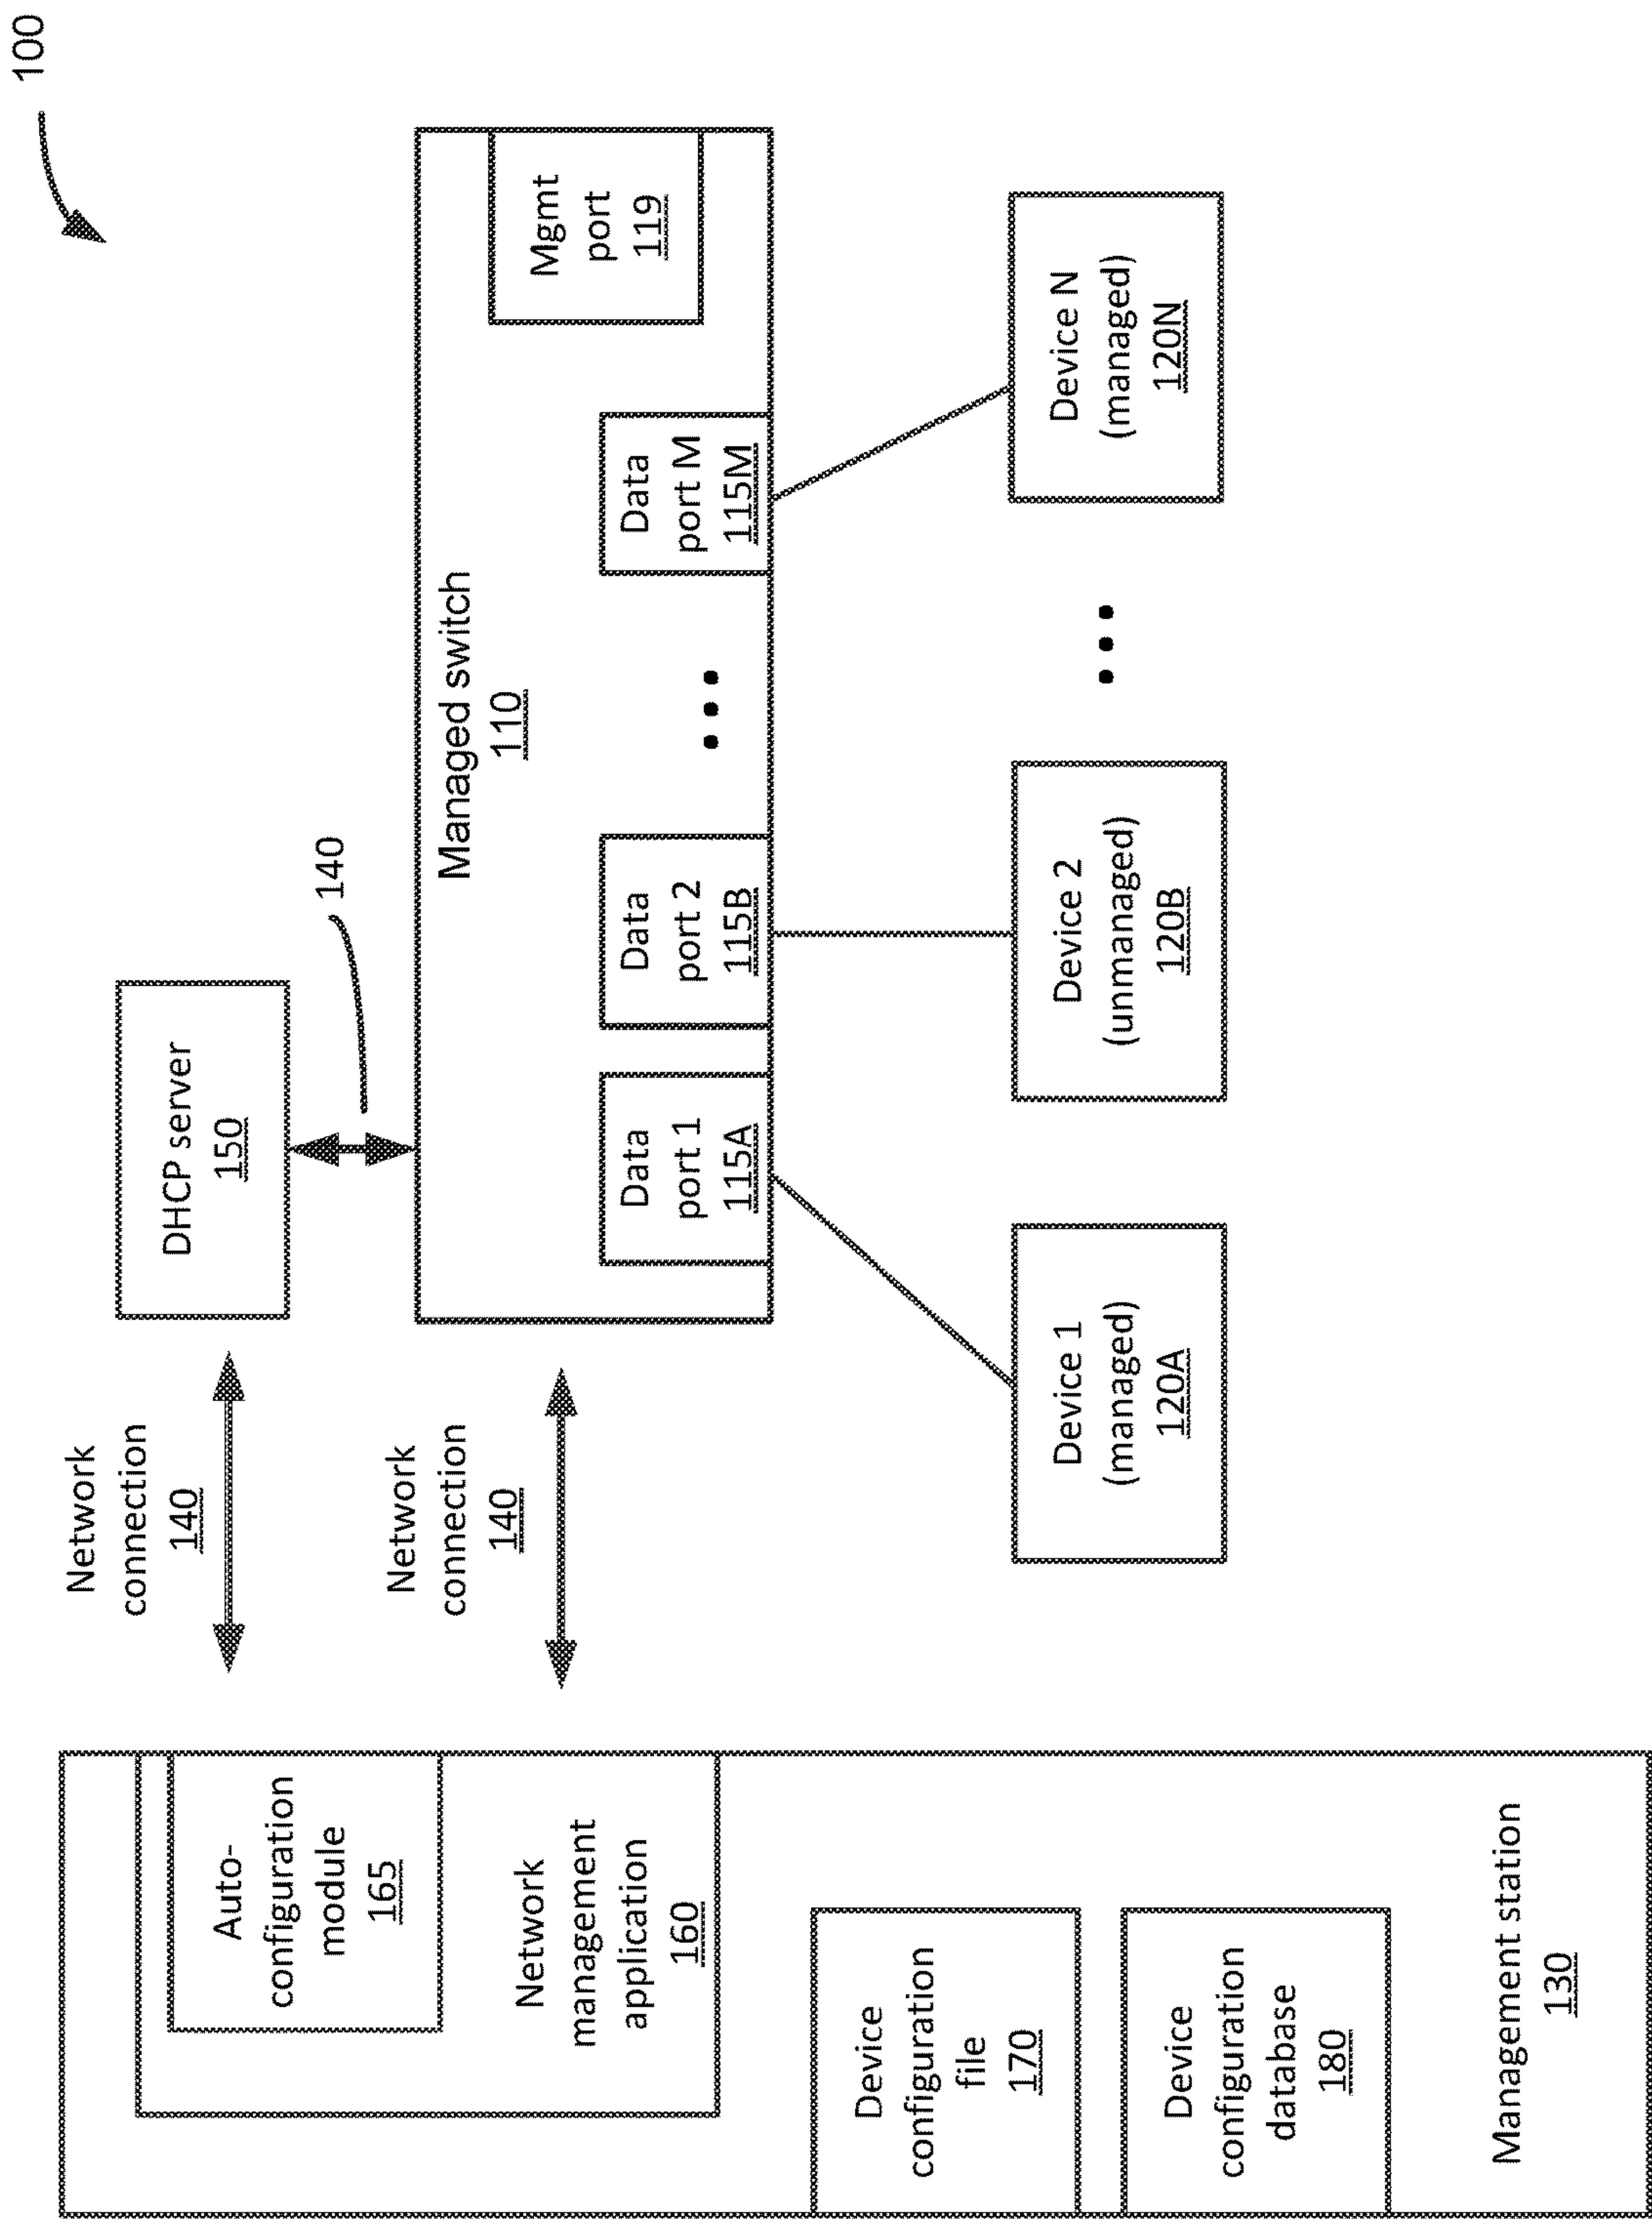 100
DHCP server
150
140
Network
connection
140
Network
connection
140
Managed switch
110
Data
port 1
115A
Data
port 2
115B
Data
port M
115M
Mgmt
port
119
Device 1
(managed)
120A
Device 2
(unmanaged)
120B
Device N
(managed)
120N
Auto-
configuration
module
165
Network
management
application
160
Device
configuration
file
170
Device
configuration
database
180
Management station
130